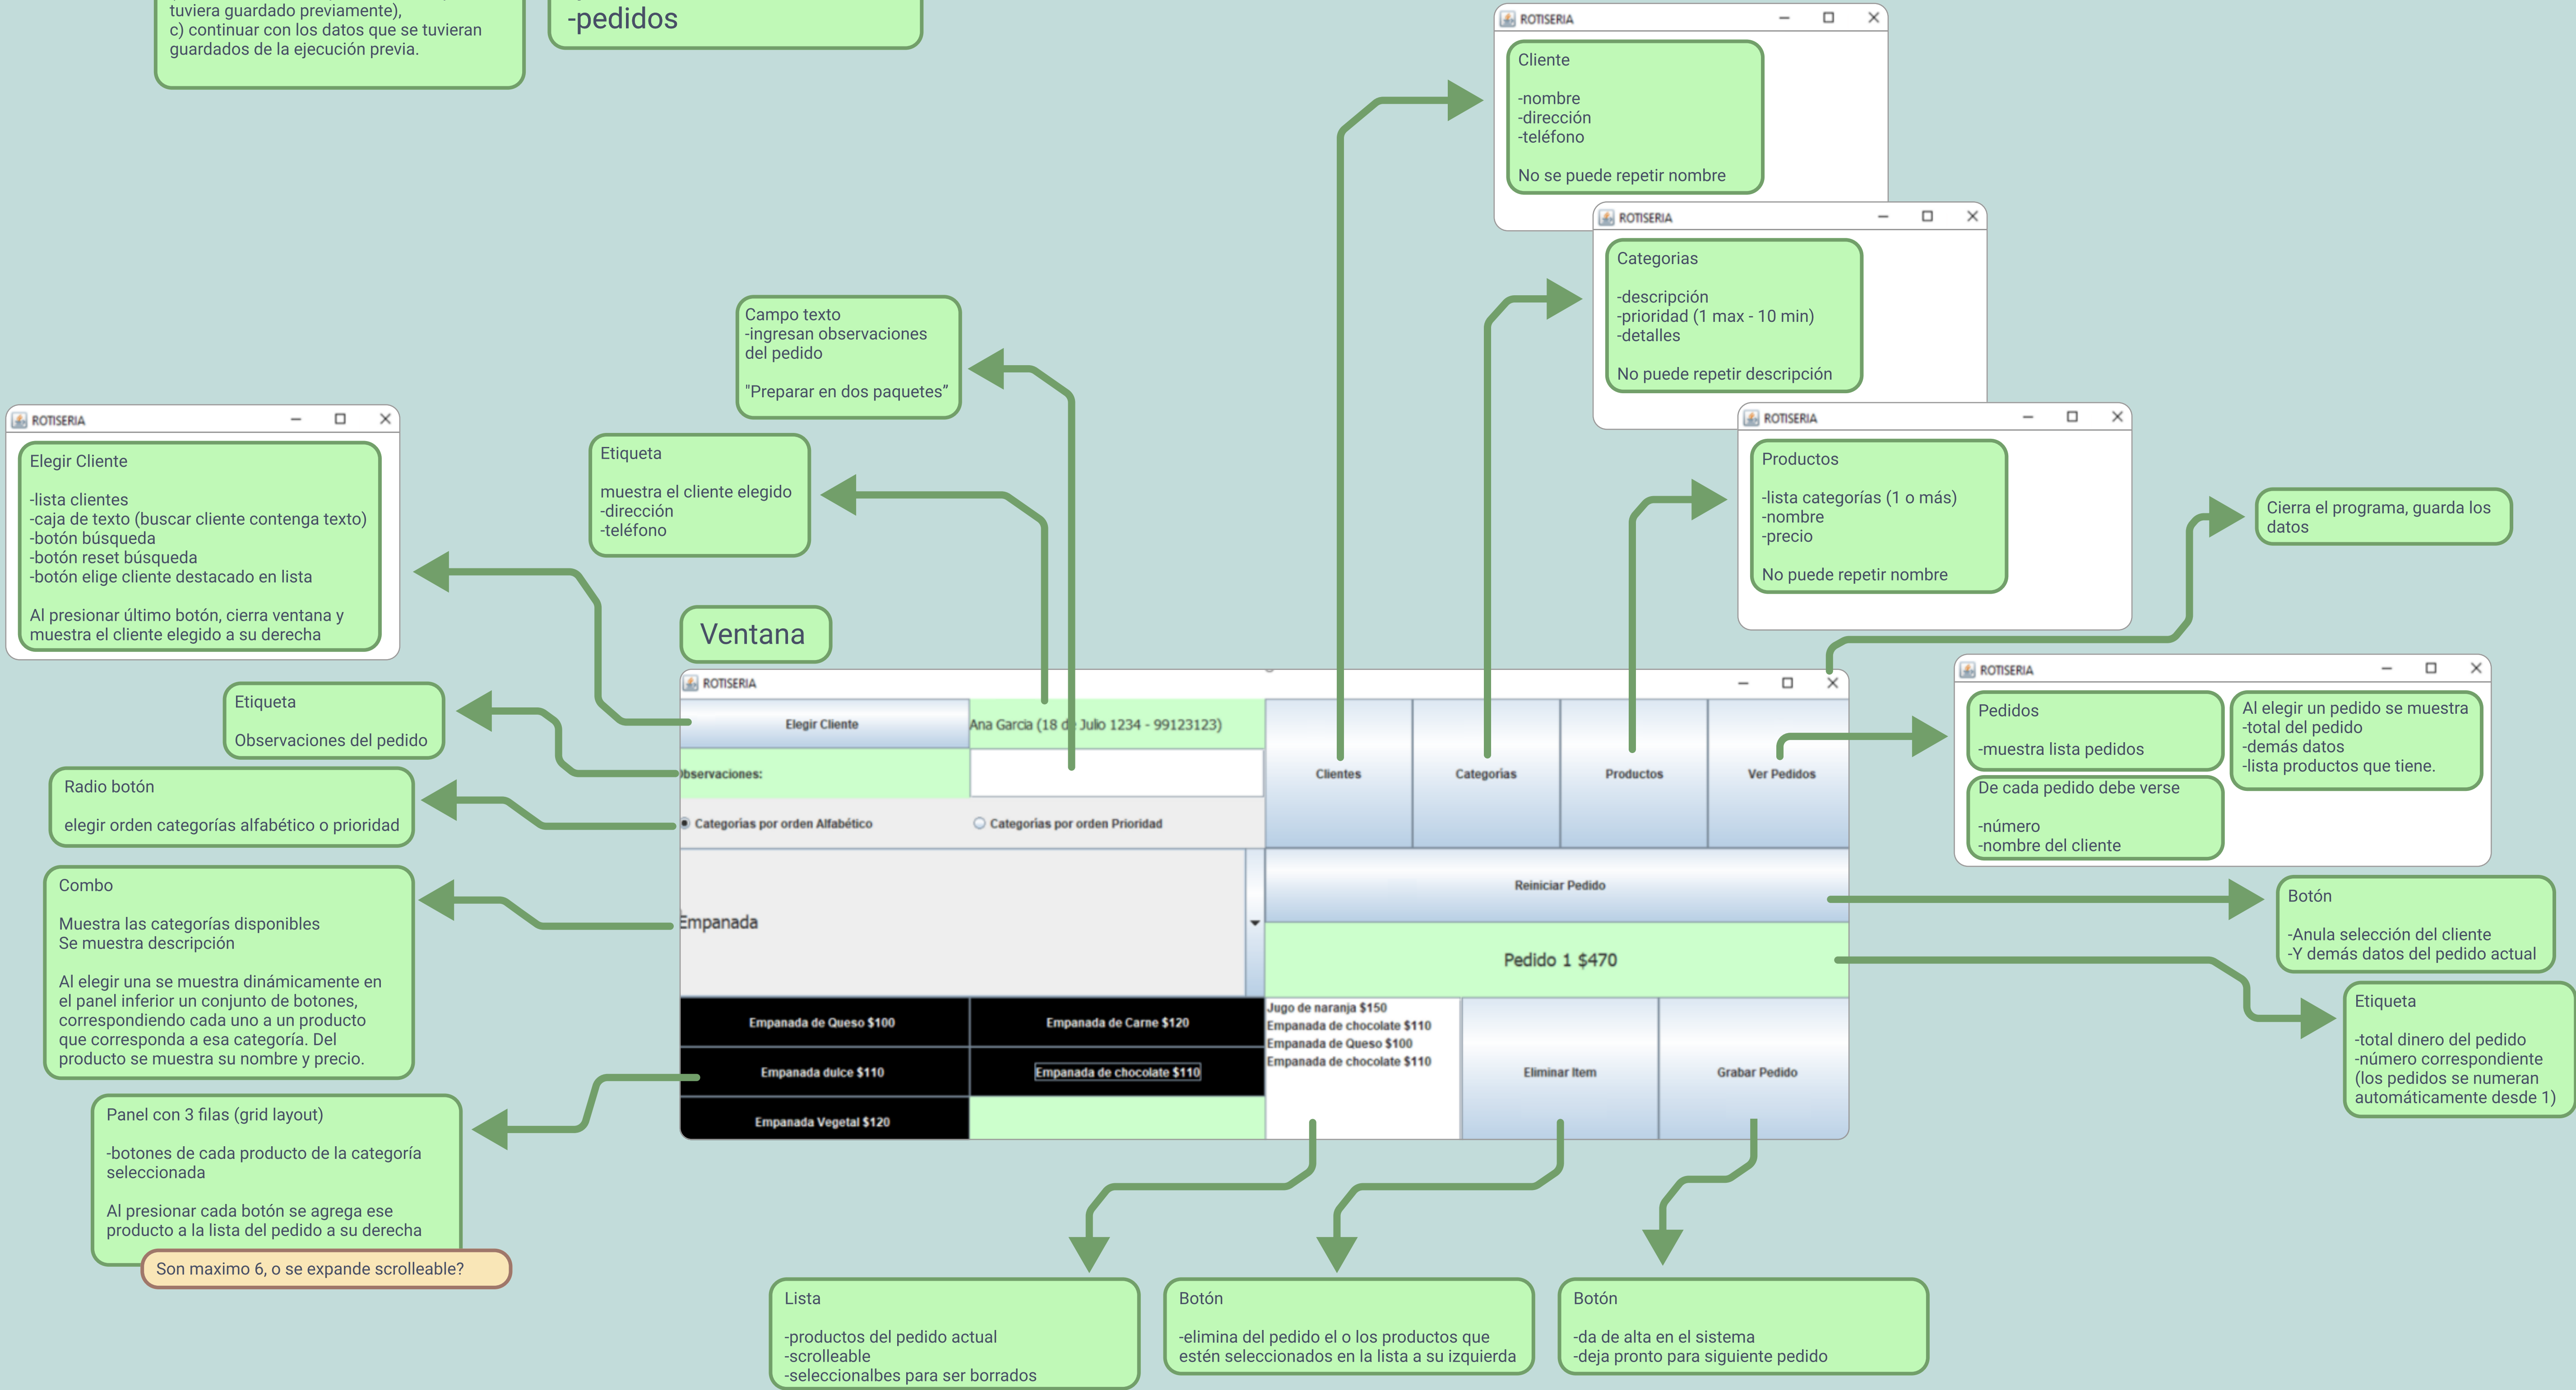 tuviera guardado previamente),
c) continuar con los datos que se tuvieran
guardados de la ejecución previa.
-pedidos
ROTISERIA
Cliente
-nombre
-dirección
-teléfono
No se puede repetir nombre
ROTISERIA
Categorias
-descripción
-prioridad (1 max - 10 min)
-detalles
No puede repetir descripción
ROTISERIA
Productos
-lista categorías (1 o más)
-nombre
-precio
No puede repetir nombre
Cierra el programa, guarda los
datos
Campo texto
-ingresan observaciones
del pedido
"Preparar en dos paquetes”
Etiqueta
muestra el cliente elegido
-dirección
-teléfono
ROTISERIA
Elegir Cliente
-lista clientes
-caja de texto (buscar cliente contenga texto)
-botón búsqueda
-botón reset búsqueda
-botón elige cliente destacado en lista
Al presionar último botón, cierra ventana y
muestra el cliente elegido a su derecha
Etiqueta
Observaciones del pedido
Radio botón
elegir orden categorías alfabético o prioridad
Combo
Muestra las categorías disponibles
Se muestra descripción
Al elegir una se muestra dinámicamente en
el panel inferior un conjunto de botones,
correspondiendo cada uno a un producto
que corresponda a esa categoría. Del
producto se muestra su nombre y precio.
Panel con 3 filas (grid layout)
-botones de cada producto de la categoría
seleccionada
Al presionar cada botón se agrega ese
producto a la lista del pedido a su derecha
Son maximo 6, o se expande scrolleable?
Ventana
ROTISERIA
Elegir Cliente
Ana Garcia (18 de Julio 1234 - 99123123)
Observaciones:
Categorías por orden Alfabético
Categorías por orden Prioridad
Clientes
Categorías
Productos
Ver Pedidos
Empanada
Reiniciar Pedido
Pedido 1 $470
Empanada de Queso $100
Empanada de Carne $120
Empanada dulce $110
Empanada de chocolate $110
Empanada Vegetal $120
Jugo de naranja $150
Empanada de chocolate $110
Empanada de Queso $100
Empanada de chocolate $110
Eliminar Item
Grabar Pedido
ROTISERIA
Pedidos
-muestra lista pedidos
De cada pedido debe verse
-número
-nombre del cliente
Al elegir un pedido se muestra
-total del pedido
-demás datos
-lista productos que tiene.
Botón
-Anula selección del cliente
-Y demás datos del pedido actual
Etiqueta
-total dinero del pedido
-número correspondiente
(los pedidos se numeran
automáticamente desde 1)
Lista
-productos del pedido actual
-scrolleable
-seleccionalbes para ser borrados
Botón
-elimina del pedido el o los productos que
estén seleccionados en la lista a su izquierda
Botón
-da de alta en el sistema
-deja pronto para siguiente pedido